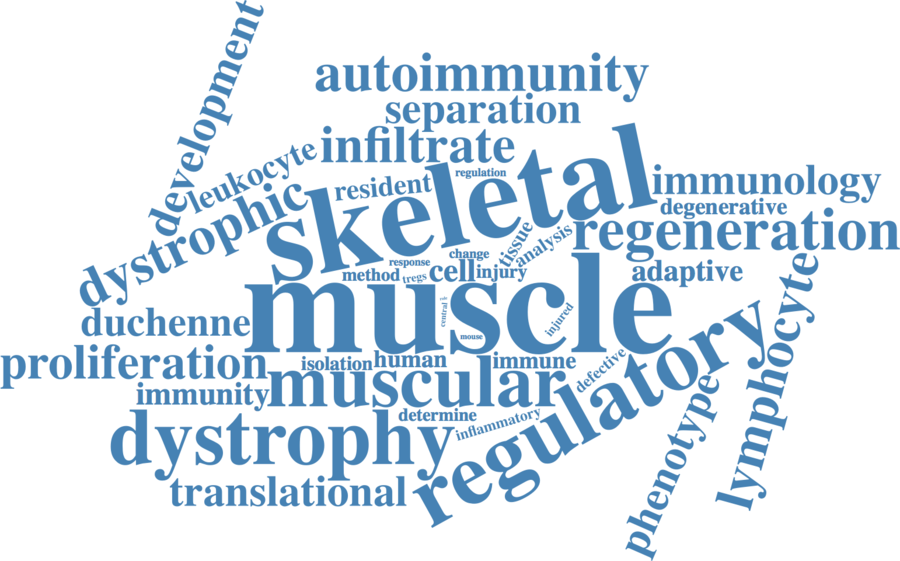 development
autoimmunity
separation
infiltrate
leukocyte
skeletal
regulation
resident
immunology
degenerative
dystrophic
regeneration
tissue
analysis
change
response
cell
injury
method
tregs
adaptive
lymphocyte
muscle
central
injured
mouse
duchenne
proliferation
isolation
human
immune
defective
regulatory
immunity
muscular
phenotype
determine
inflammatory
dystrophy
translational